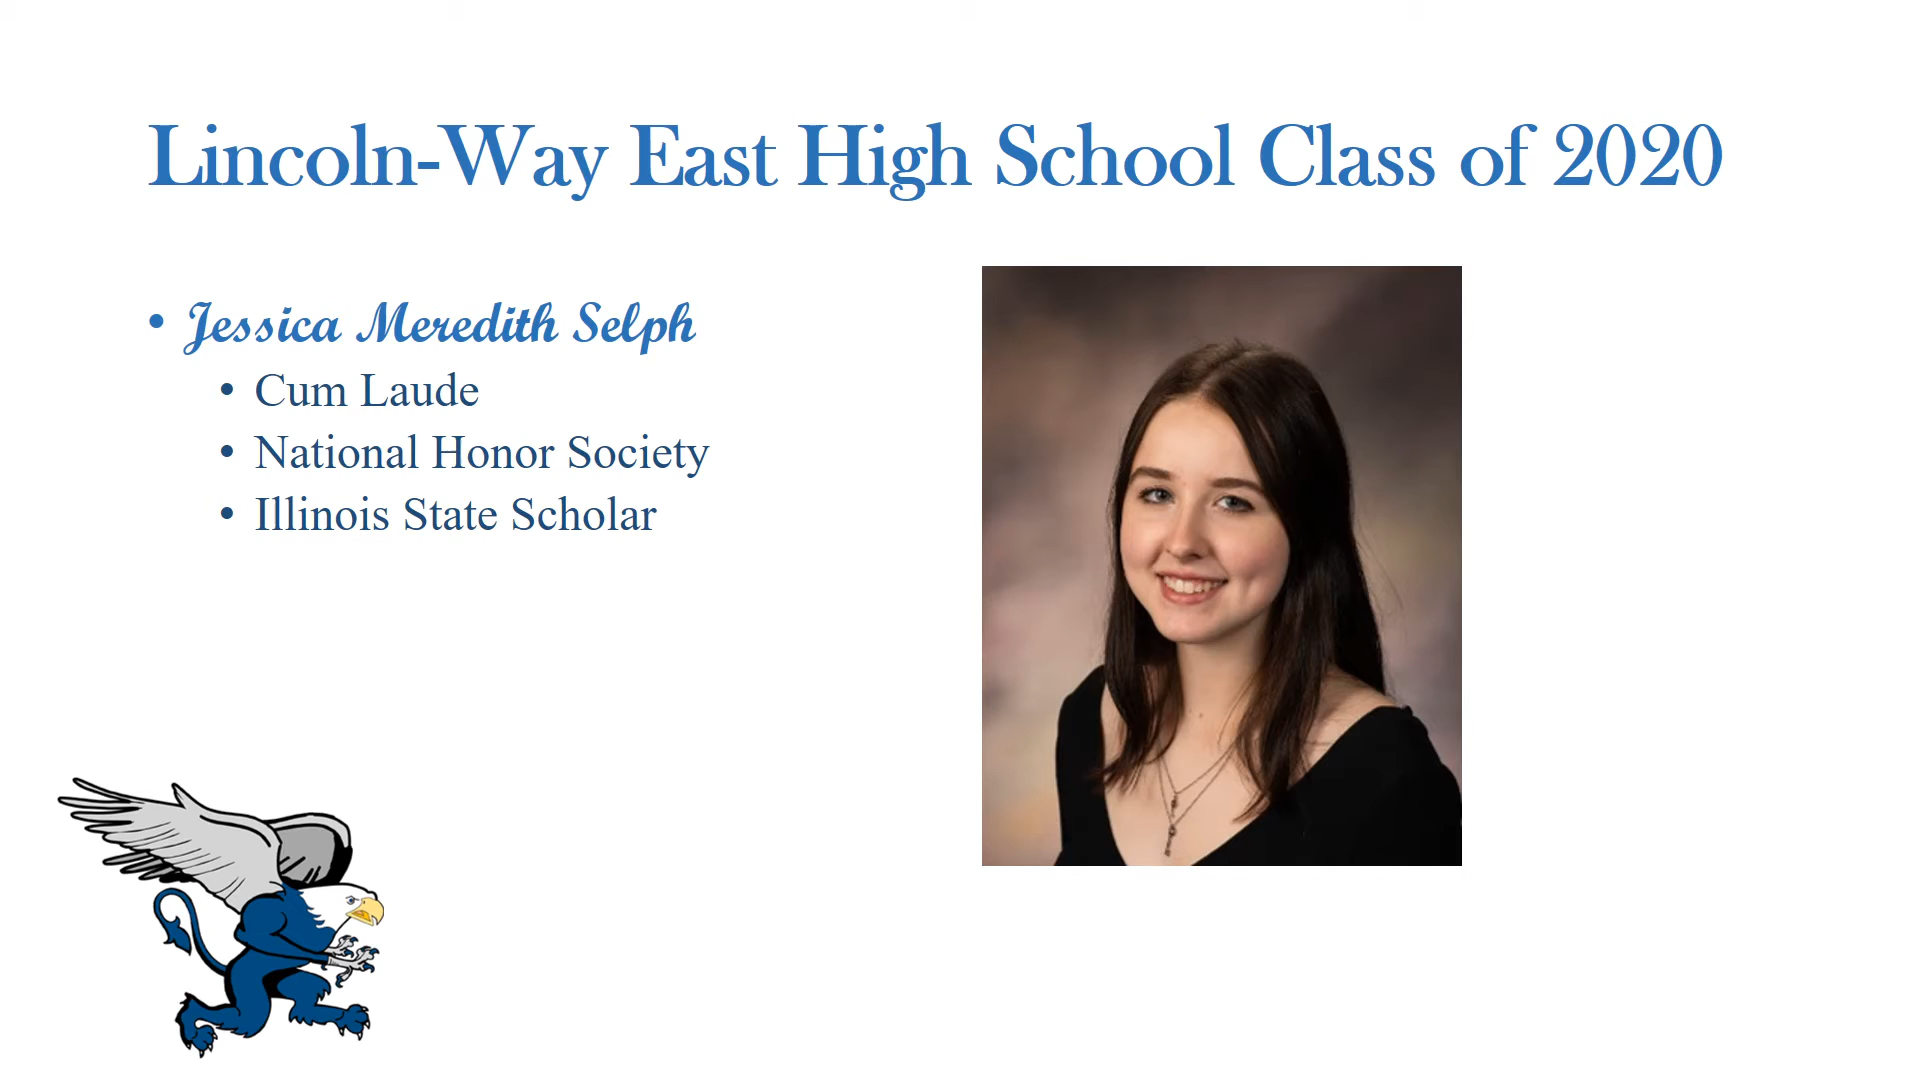 Lincoln-Way East High School Class of 2020
• Jessica Meredith Selph
• Cum Laude
• National Honor Society
• Illinois State Scholar